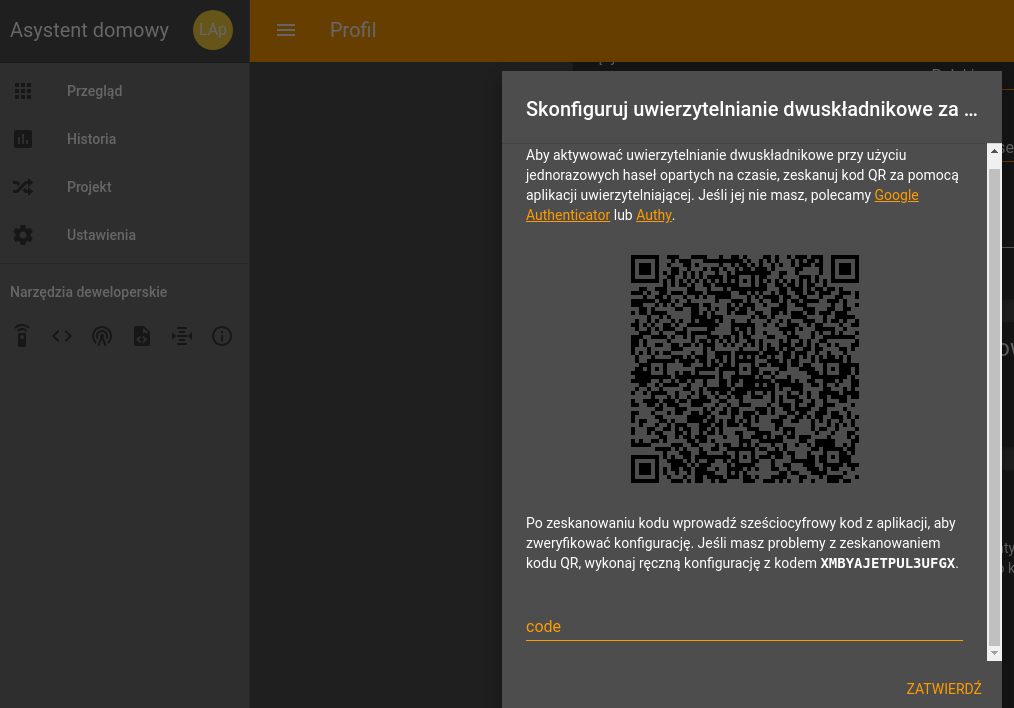 Asystent domowy
LAp
Profil
Przegląd
Historia
Projekt
Ustawienia
Narzędzia deweloperskie
Skonfiguruj uwierzytelnianie dwuskładnikowe za ...
Aby aktywować uwierzytelnianie dwuskładnikowe przy użyciu
jednorazowych haseł opartych na czasie, zeskanuj kod QR za pomocą
aplikacji uwierzytelniającej. Jeśli jej nie masz, polecamy Google
Authenticator lub Authy.
Po zeskanowaniu kodu wprowadź sześciocyfrowy kod z aplikacji, aby
zweryfikować konfigurację. Jeśli masz problemy z zeskanowaniem
kodu QR, wykonaj ręczną konfigurację z kodem XMBYAJETPUL3UFGX.
code
ZATWIERDŹ